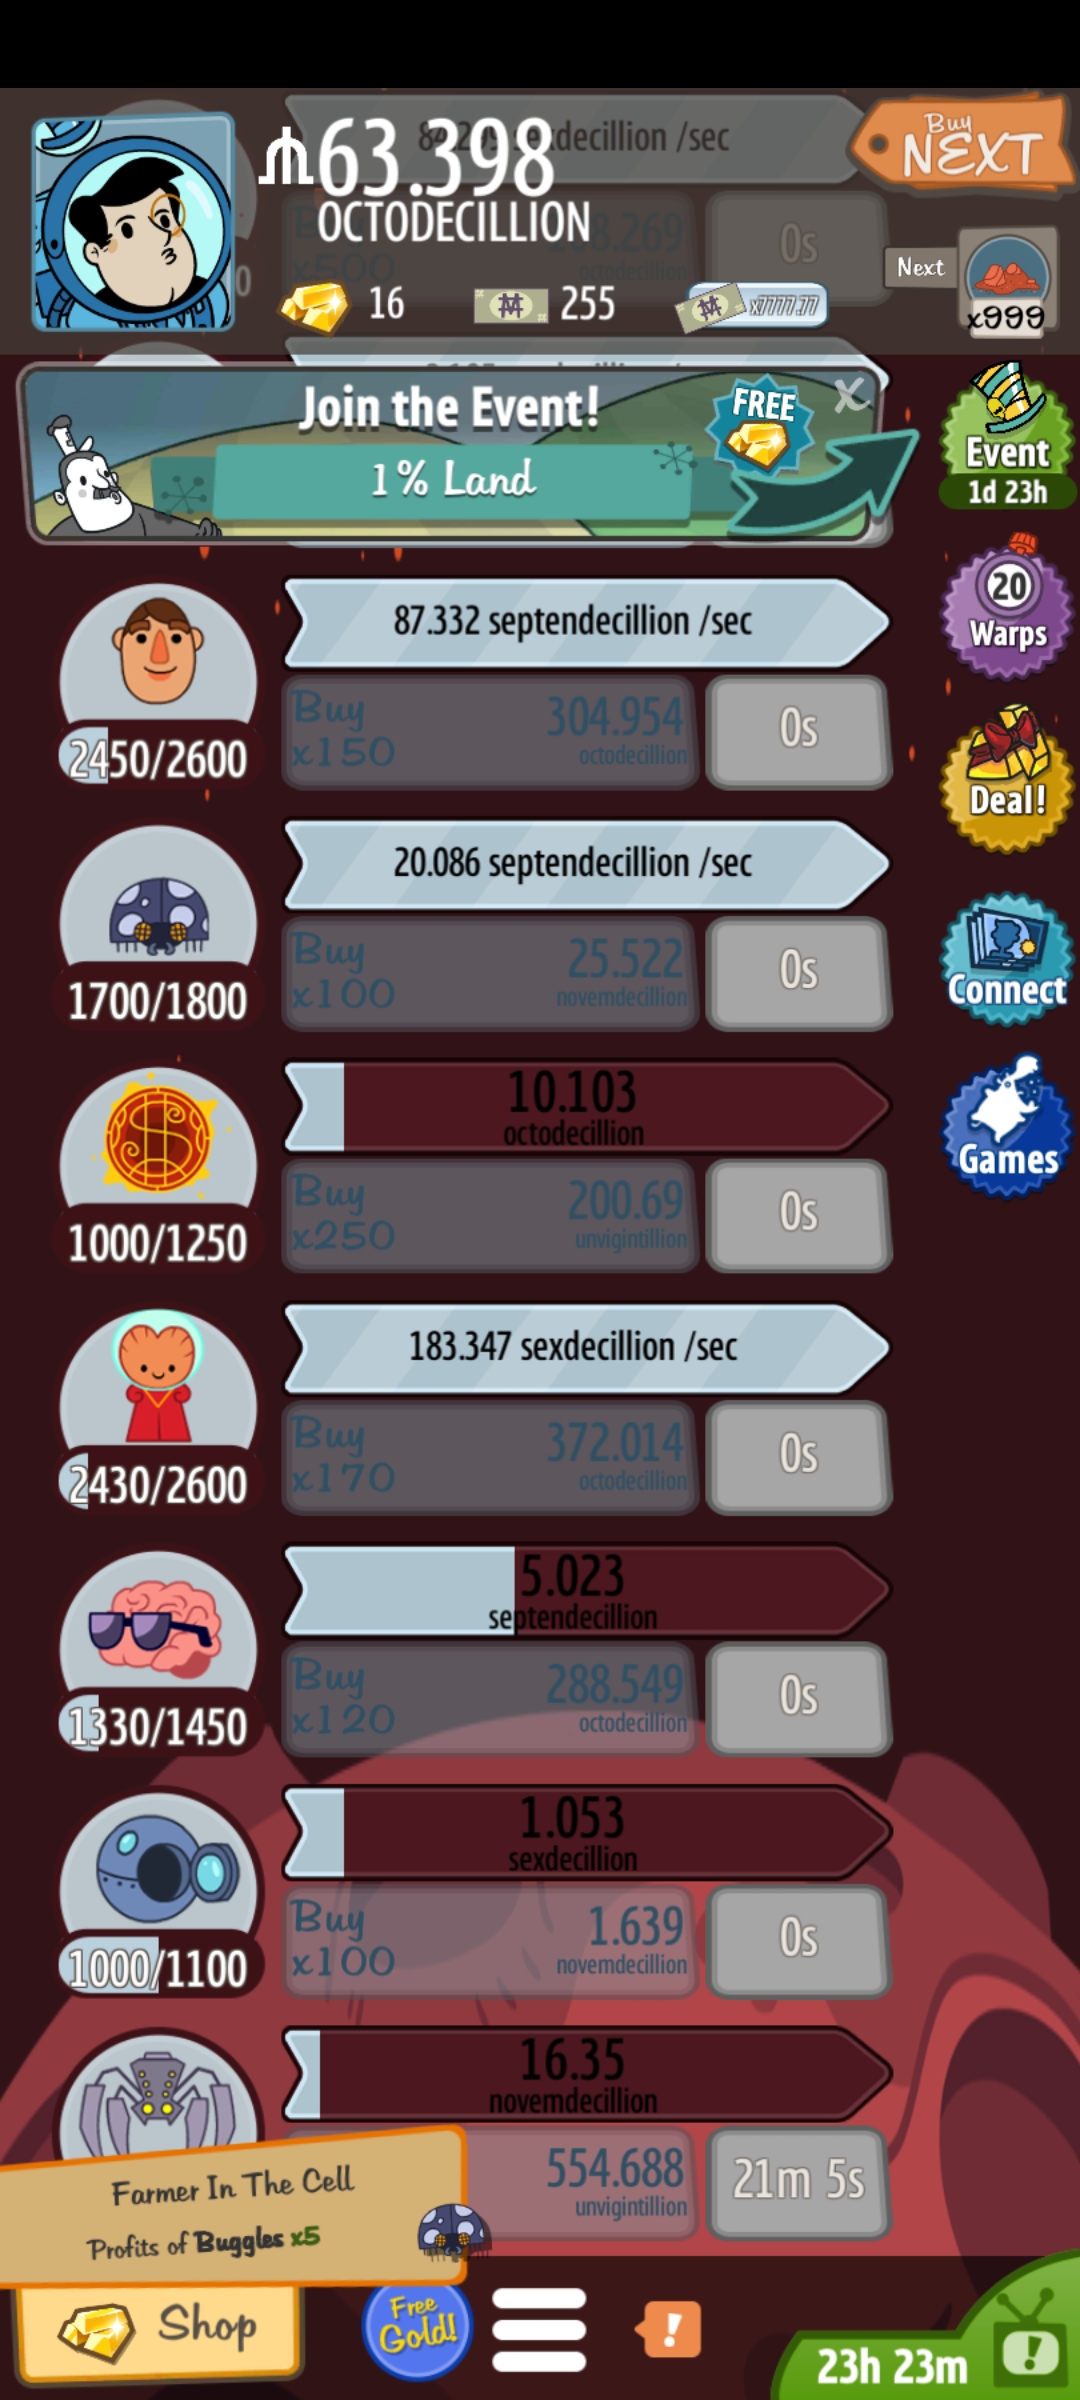 63.398
OCTODECILLION
sexdecillion /sec
Buy
NEXT
x500
0s
16
255
x7777.77
Next
x999
Join the Event!
FREE
X
1% Land
Event
1d 23h
87.332 septendecillion /sec
20
Warps
Buy
x150
304.954
octodecillion
0s
2450/2600
Deal!
20.086 septendecillion /sec
Buy
x100
25.522
novemdecillion
0s
1700/1800
Connect
10.103
octodecillion
Buy
x250
200.69
unvigintillion
0s
1000/1250
Games
183.347 sexdecillion /sec
Buy
x170
372.014
octodecillion
0s
2430/2600
5.023
septendecillion
Buy
x120
288.549
octodecillion
0s
1330/1450
1.053
sexdecillion
Buy
x100
1.639
novemdecillion
0s
1000/1100
16.35
novemdecillion
554.688
unvigintillion
21m 5s
Farmer In The Cell
Profits of Buggles x5
Shop
Free
Gold!
!
23h 23m
!